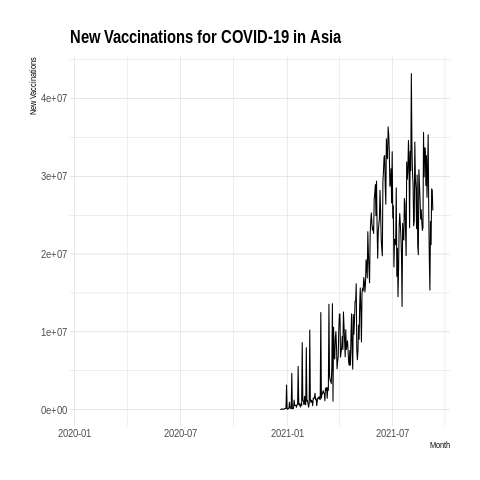 New Vaccinations for COVID-19 in Asia
New Vaccinations
4e+07
3e+07
2e+07
1e+07
0e+00
2020-01
2020-07
2021-01
2021-07
Month